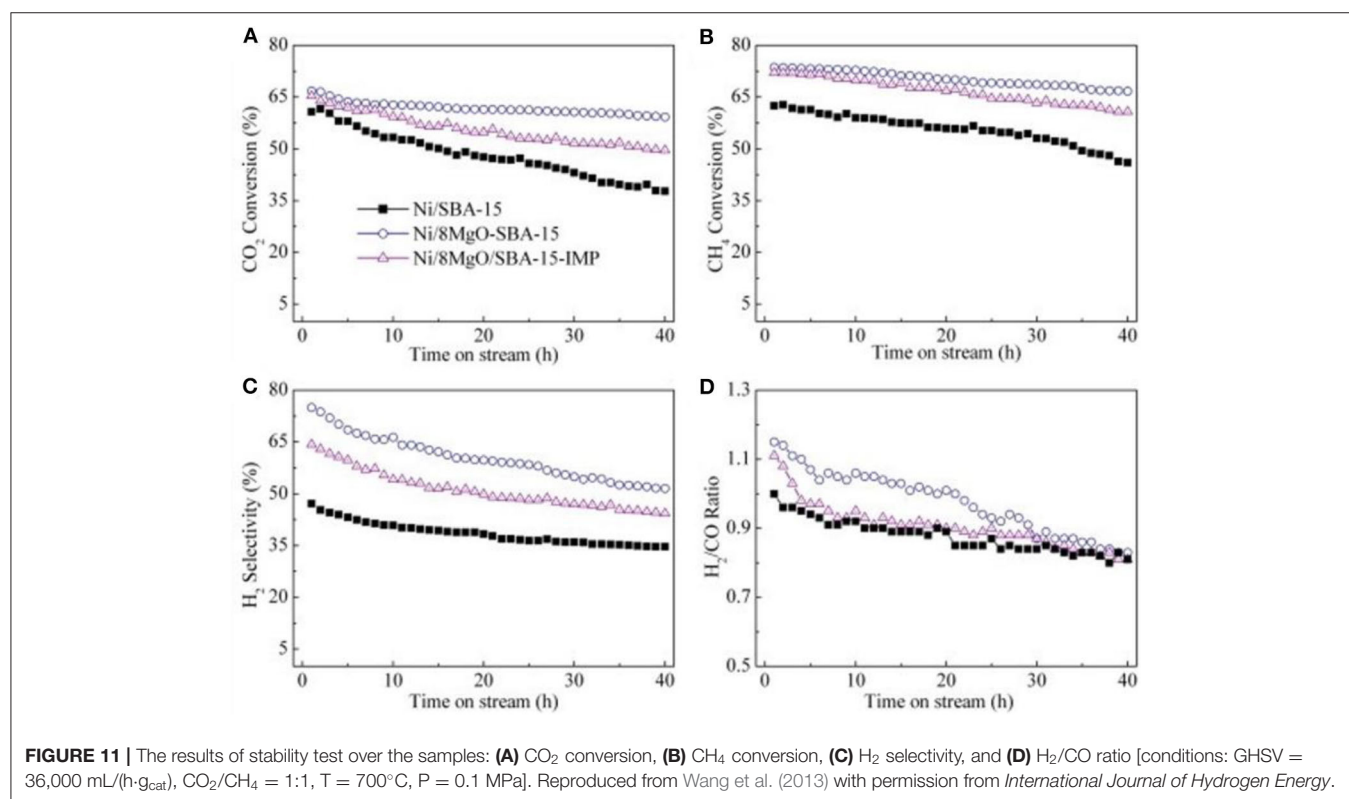 A
80
65
50
35
20
5
CO2 Conversion (%)
Ni/SBA-15
Ni/8MgO-SBA-15
Ni/8MgO/SBA-15-IMP
0 10 20 30 40
Time on stream (h)
B
80
65
50
35
20
5
CH4 Conversion (%)
0 10 20 30 40
Time on stream (h)
C
80
65
50
35
20
5
H2 Selectivity (%)
0 10 20 30 40
Time on stream (h)
D
1.3
1.1
0.9
0.7
0.5
H2/CO Ratio
0 10 20 30 40
Time on stream (h)
FIGURE 11 | The results of stability test over the samples: (A) CO2 conversion, (B) CH4 conversion, (C) H2 selectivity, and (D) H2/CO ratio [conditions: GHSV =
36,000 mL/(h·gcat), CO2/CH4 = 1:1, T = 700°C, P = 0.1 MPa]. Reproduced from Wang et al. (2013) with permission from International Journal of Hydrogen Energy.